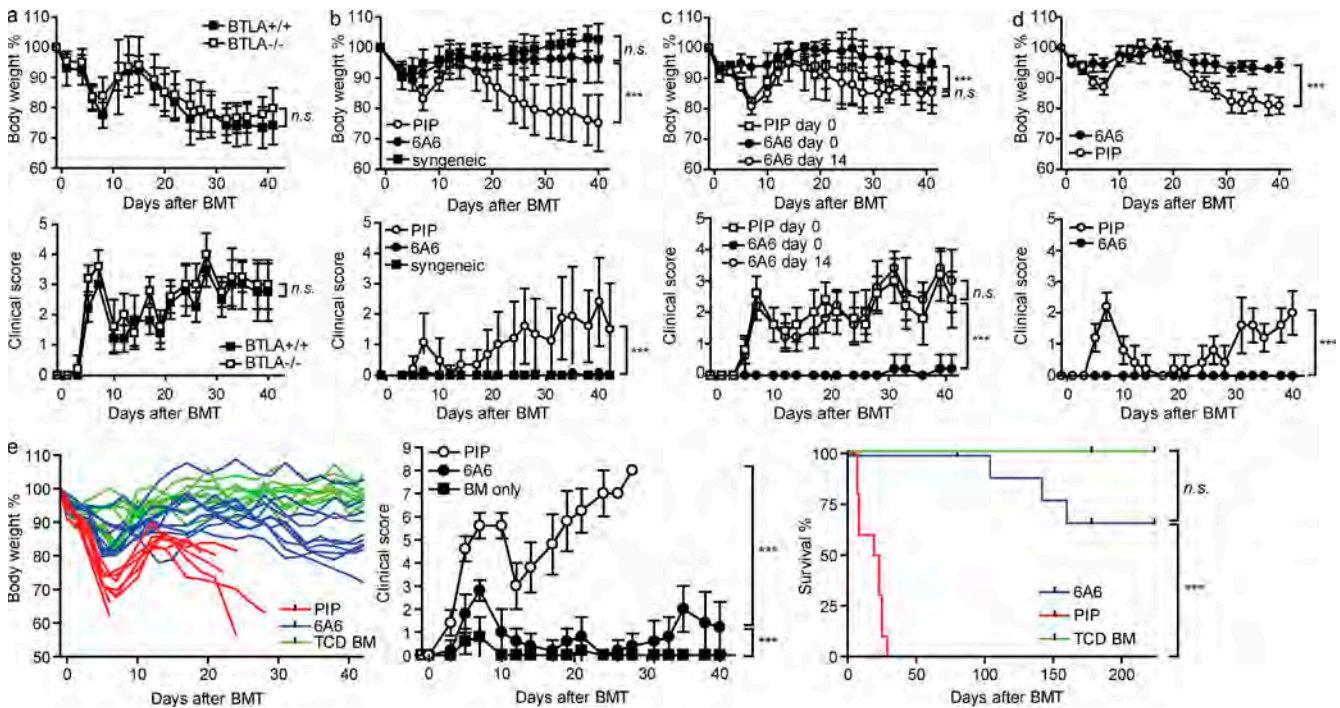 a
b
c
d
Body weight %
110
100
90
80
70
60
0
10
20
30
40
50
Days after BMT
BTLA+/+
BTLA-/-
n.s.
Body weight %
110
100
90
80
70
60
0
10
20
30
40
Days after BMT
PIP
6A6
syngeneic
n.s.
***
Body weight %
110
100
90
80
70
60
0
10
20
30
40
50
Days after BMT
PIP day 0
6A6 day 0
6A6 day 14
***
n.s.
Body weight %
110
100
90
80
70
60
0
10
20
30
40
Days after BMT
6A6
PIP
***
Clinical score
5
4
3
2
1
0
0
10
20
30
40
50
Days after BMT
BTLA+/+
BTLA-/-
n.s.
Clinical score
5
4
3
2
1
0
0
10
20
30
40
Days after BMT
PIP
6A6
syngeneic
***
Clinical score
5
4
3
2
1
0
0
10
20
30
40
50
Days after BMT
PIP day 0
6A6 day 0
6A6 day 14
n.s.
***
Clinical score
5
4
3
2
1
0
0
10
20
30
40
Days after BMT
PIP
6A6
***
Body weight %
110
100
90
80
70
60
50
0
10
20
30
40
Days after BMT
PIP
6A6
TCD BM
Clinical score
9
8
7
6
5
4
3
2
1
0
0
10
20
30
40
Days after BMT
PIP
6A6
BM only
***
***
Survival %
100
75
50
25
0
0
50
100
150
200
Days after BMT
6A6
PIP
TCD BM
n.s.
***